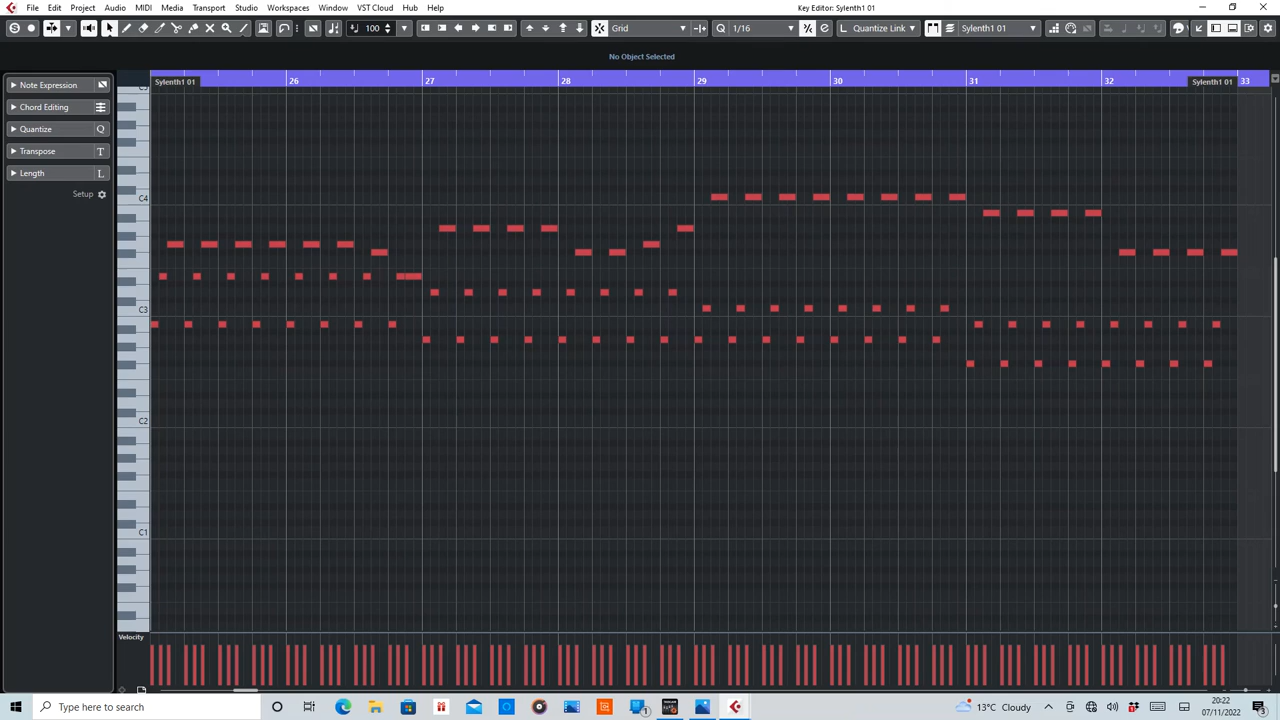 File Edit Project Audio MIDI Media Transport Studio Workspaces Window VST Cloud Hub Help
Key Editor: Sylenth1 01
100 Grid Q 1/16 L Quantize Link Sylenth1 01
No Object Selected
Note Expression
Chord Editing
Quantize Q
Transpose T
Length L
Setup
Sylenth1 01 26 27 28 29 30 31 32 Sylenth1 01 33
C4
C3
C2
C1
Velocity
Type here to search
13°C Cloudy
20:22
07/11/2022